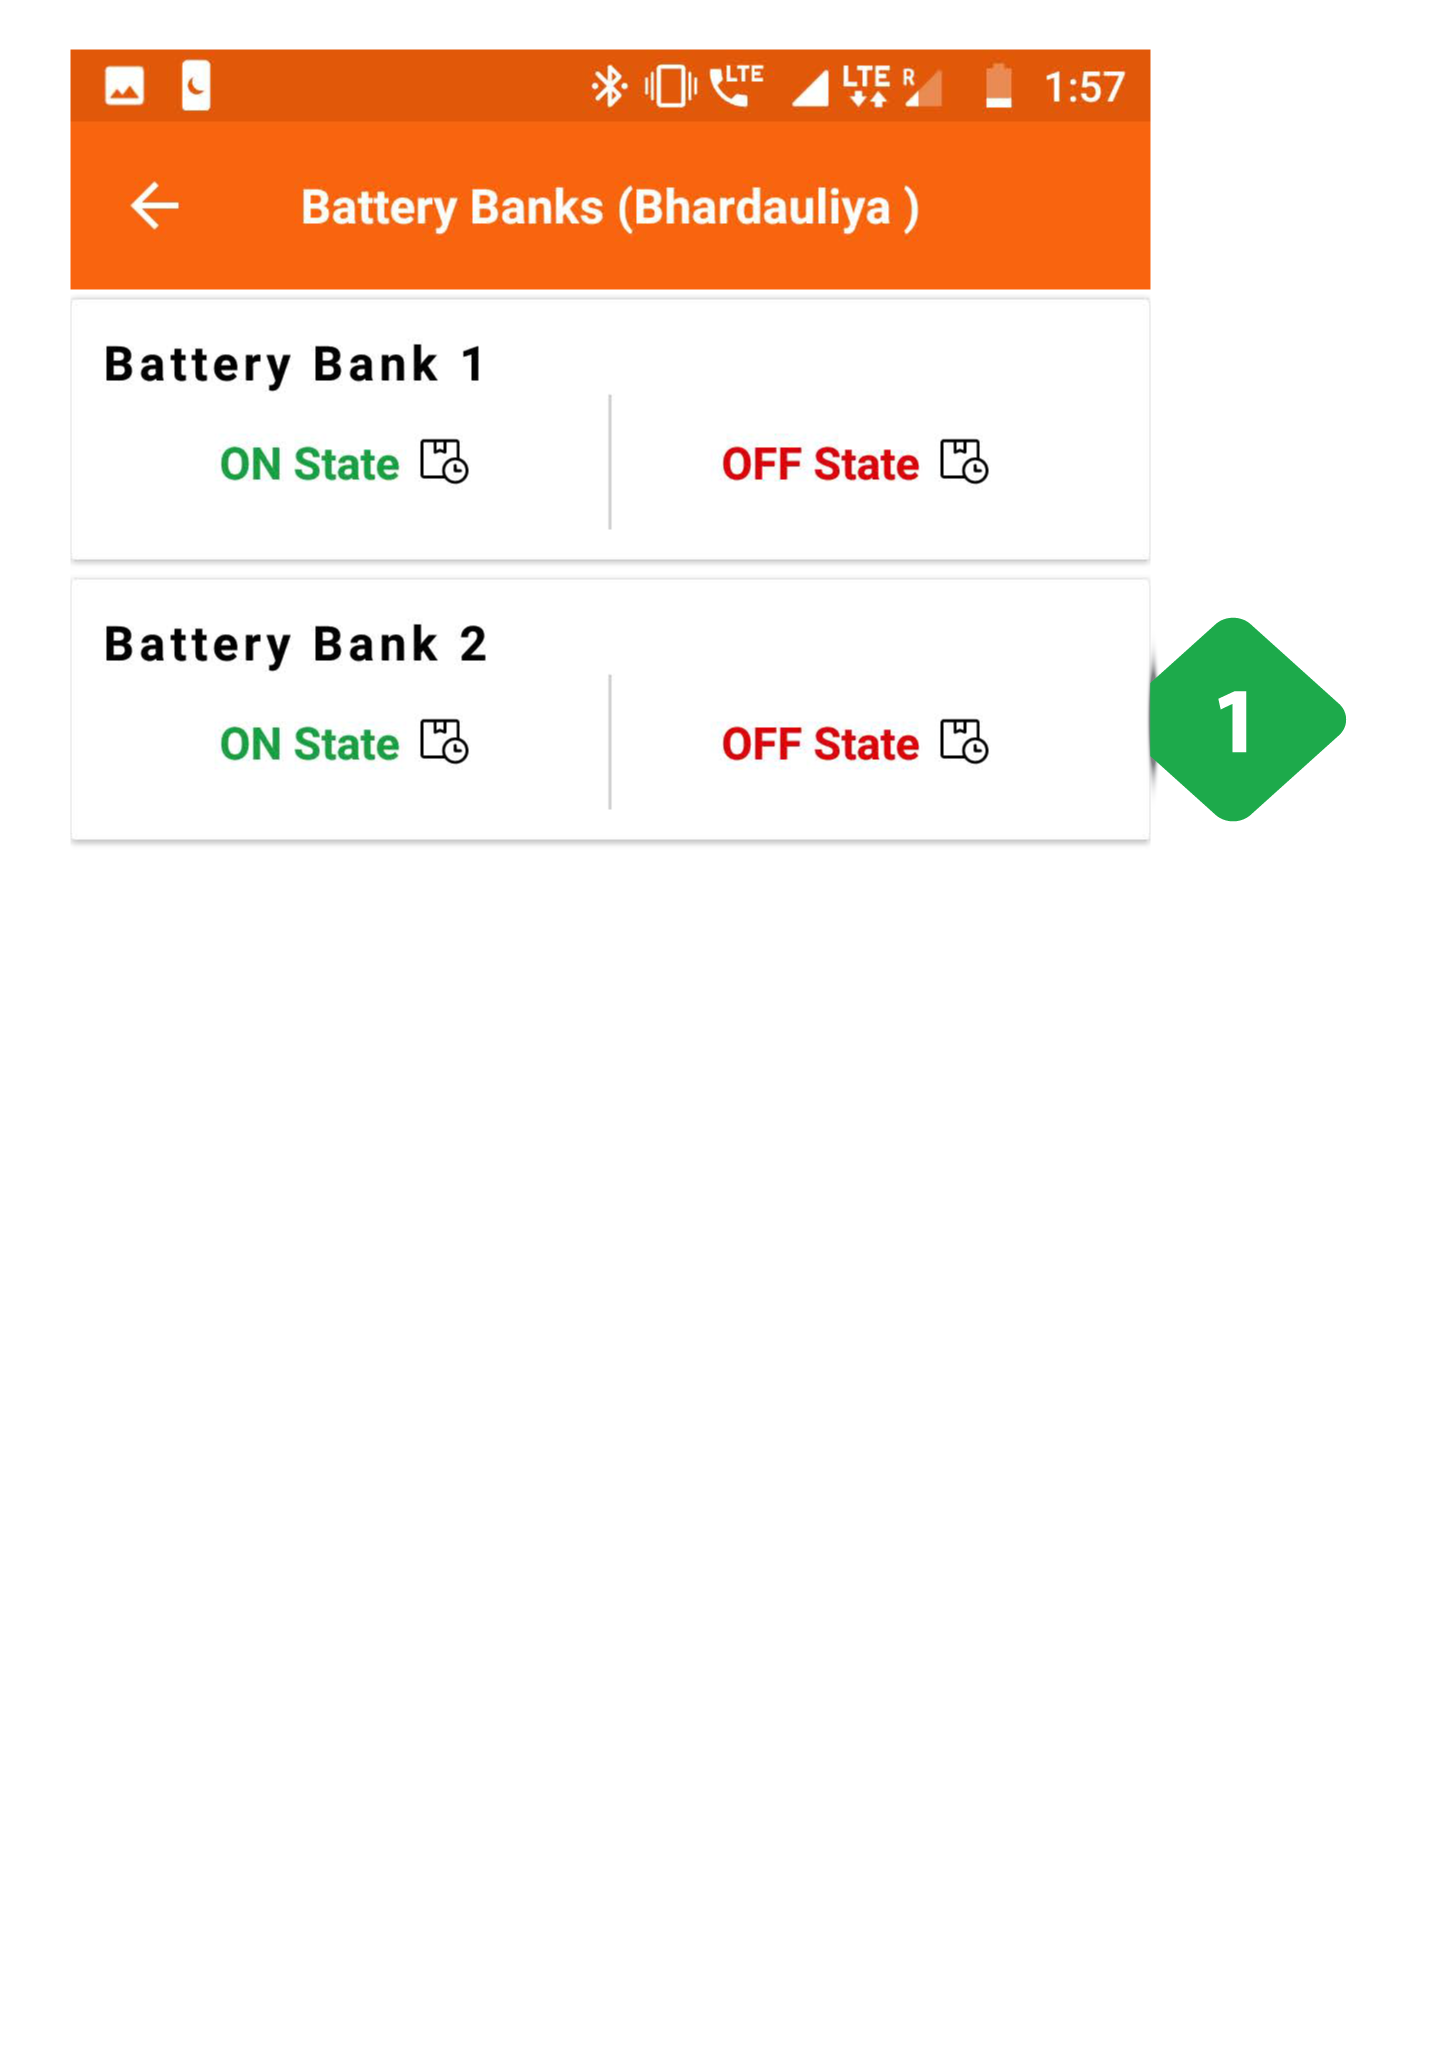 LTE LTE R 1:57
Battery Banks (Bhardauliya )
Battery Bank 1
ON State OFF State
Battery Bank 2
ON State OFF State
1